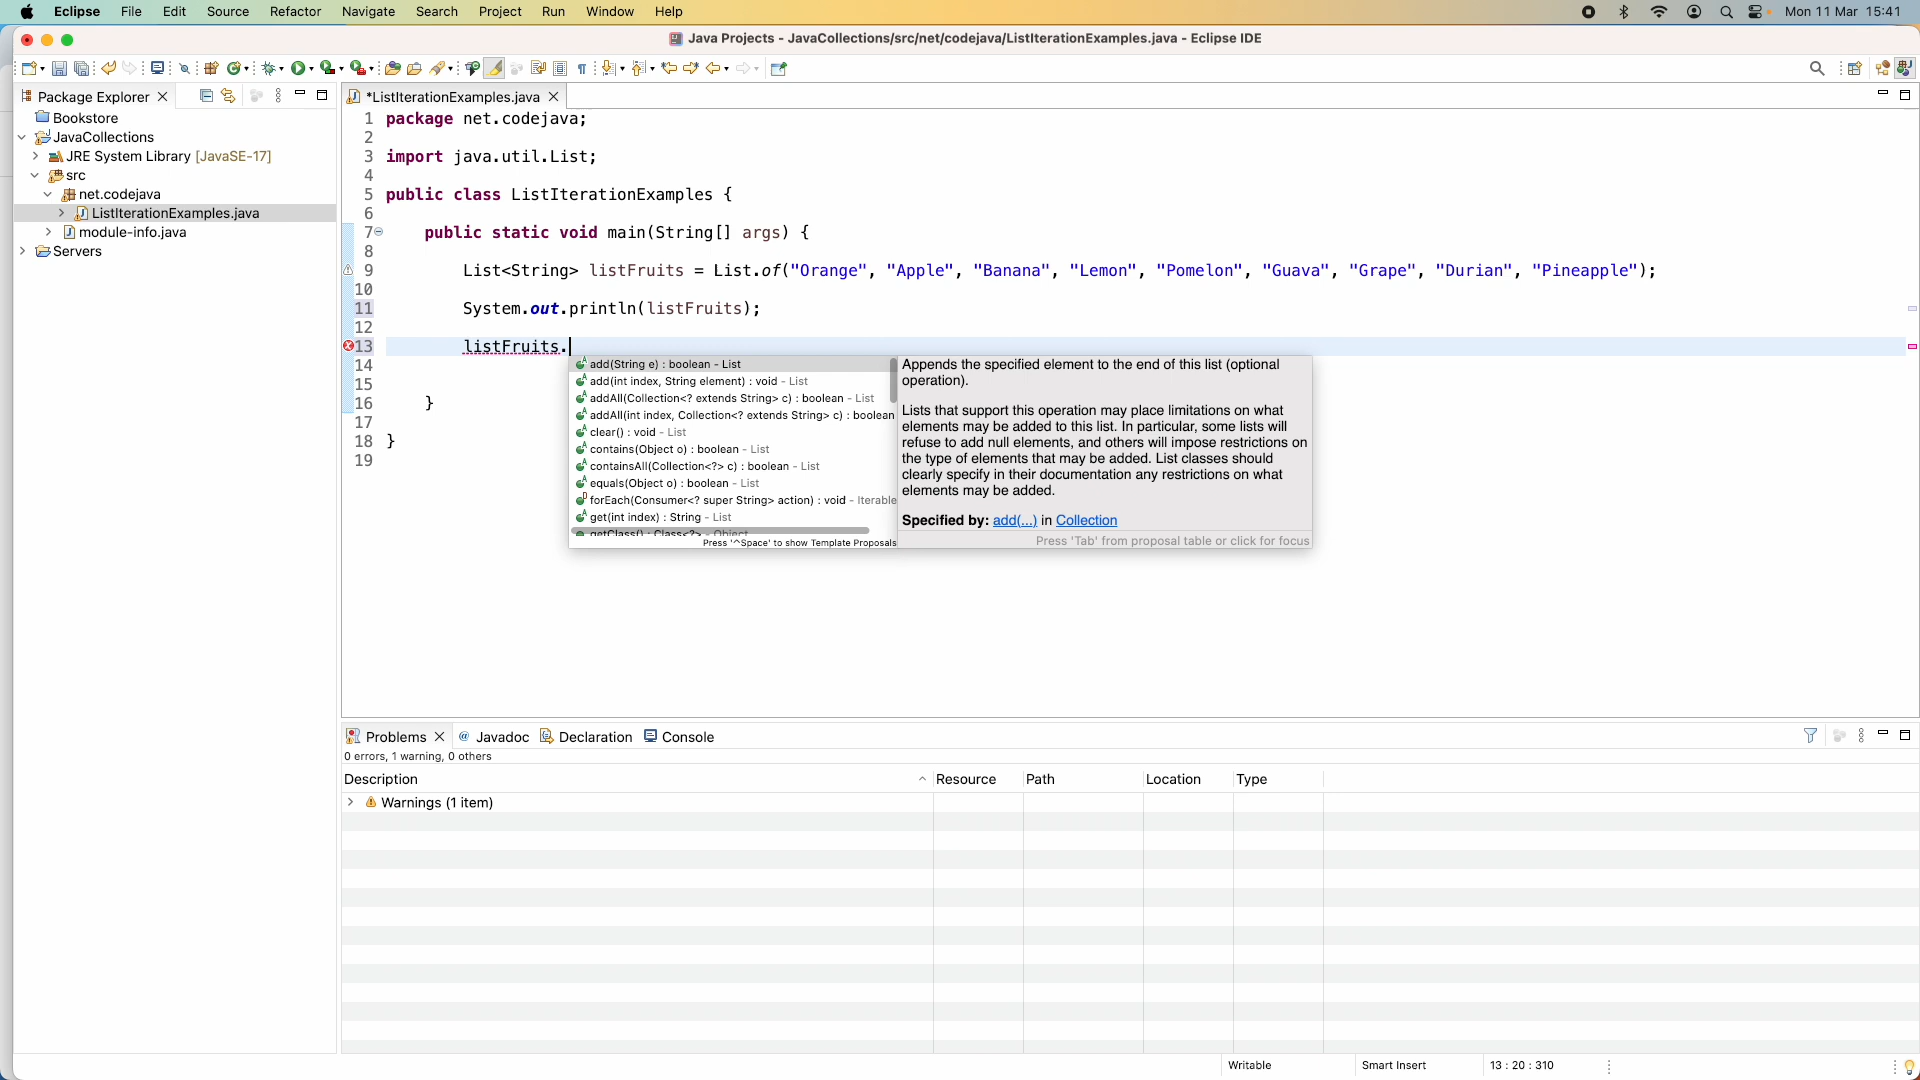 Eclipse File Edit Source Refactor Navigate Search Project Run Window Help Mon 11 Mar 15:41
Java Projects - JavaCollections/src/net/codejava/ListIterationExamples.java - Eclipse IDE
Package Explorer
Bookstore
JavaCollections
JRE System Library [JavaSE-17]
src
net.codejava
ListIterationExamples.java
module-info.java
Servers
*ListIterationExamples.java
1 package net.codejava;
2
3 import java.util.List;
4
5 public class ListIterationExamples {
6
7 public static void main(String[] args) {
8
9 List<String> listFruits = List.of("Orange", "Apple", "Banana", "Lemon", "Pomelon", "Guava", "Grape", "Durian", "Pineapple");
10
11 System.out.println(listFruits);
12
13 listFruits.
14
15
16 }
17
18 }
19
add(String e) : boolean - List
add(int index, String element) : void - List
addAll(Collection<? extends String> c) : boolean - List
addAll(int index, Collection<? extends String> c) : boolean
clear() : void - List
contains(Object o) : boolean - List
containsAll(Collection<?> c) : boolean - List
equals(Object o) : boolean - List
forEach(Consumer<? super String> action) : void - Iterable
get(int index) : String - List
getClass() : Class<?> - Object
Press '^Space' to show Template Proposals
Appends the specified element to the end of this list (optional
operation).
Lists that support this operation may place limitations on what
elements may be added to this list. In particular, some lists will
refuse to add null elements, and others will impose restrictions on
the type of elements that may be added. List classes should
clearly specify in their documentation any restrictions on what
elements may be added.
Specified by: add(...) in Collection
Press 'Tab' from proposal table or click for focus
Problems @ Javadoc Declaration Console
0 errors, 1 warning, 0 others
Description Resource Path Location Type
Warnings (1 item)
Writable Smart Insert 13 : 20 : 310